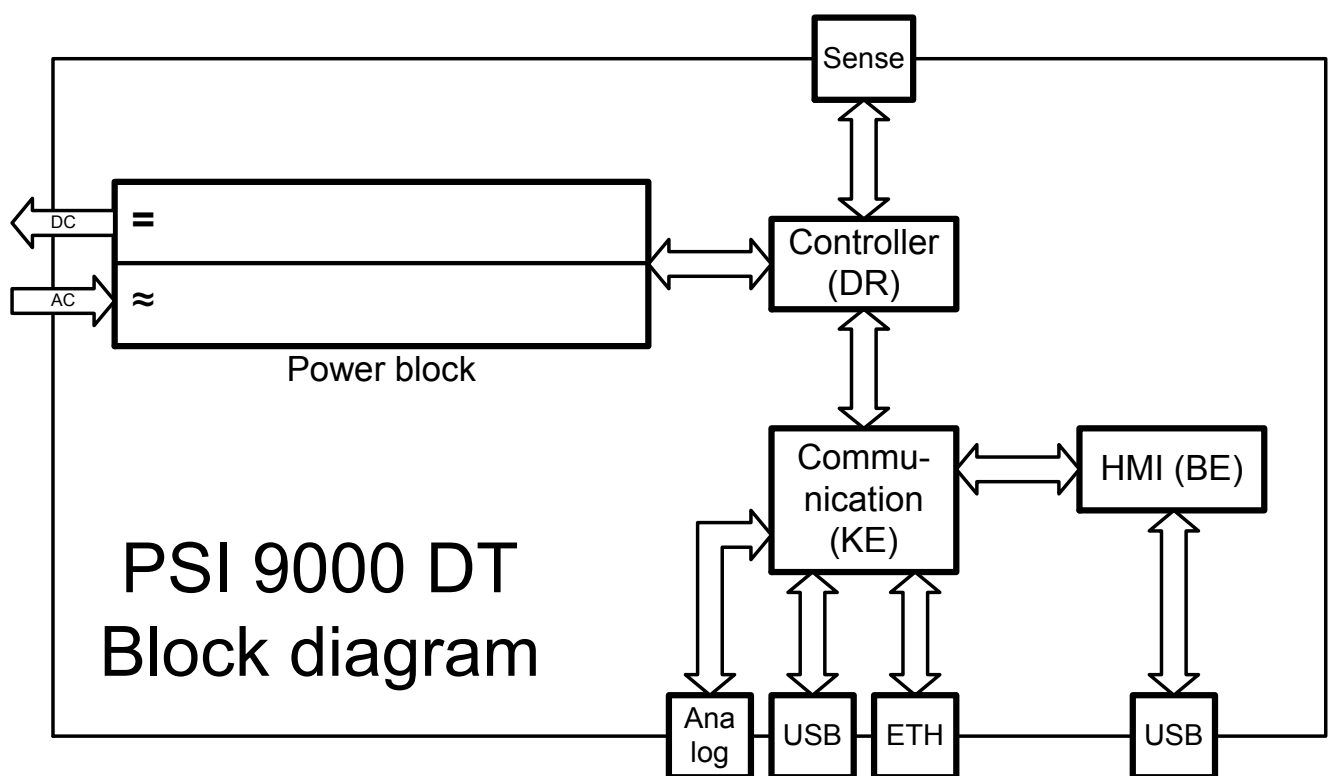 Sense
DC
=
Controller
(DR)
AC
≈
Power block
Commu-
nication
(KE)
HMI (BE)
PSI 9000 DT
Block diagram
Ana
log
USB
ETH
USB